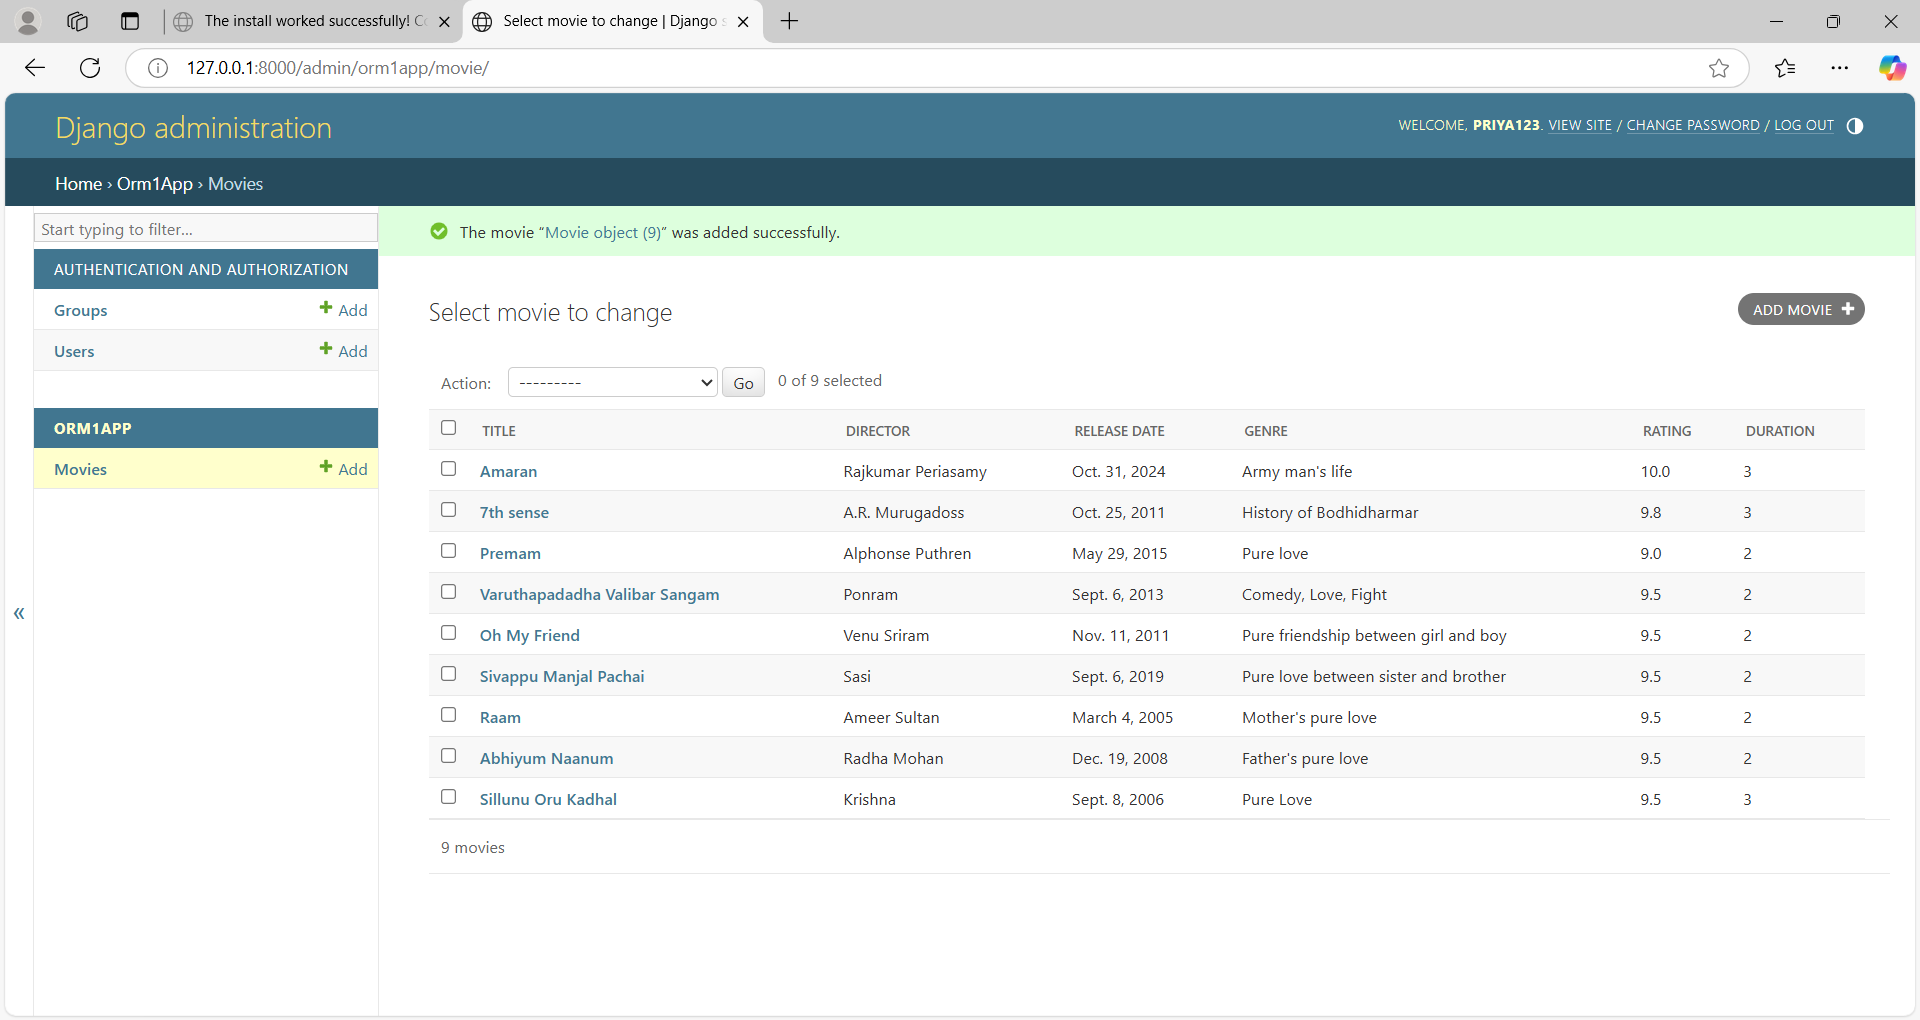 The install worked successfully! C
Select movie to change | Django s
127.0.0.1:8000/admin/orm1app/movie/
Django administration
WELCOME, PRIYA123. VIEW SITE / CHANGE PASSWORD / LOG OUT
Home › Orm1App › Movies
Start typing to filter...
AUTHENTICATION AND AUTHORIZATION
Groups + Add
Users + Add
ORM1APP
Movies + Add
«
The movie “Movie object (9)” was added successfully.
Select movie to change
ADD MOVIE +
Action: --------- Go 0 of 9 selected
TITLE DIRECTOR RELEASE DATE GENRE RATING DURATION
Amaran Rajkumar Periasamy Oct. 31, 2024 Army man's life 10.0 3
7th sense A.R. Murugadoss Oct. 25, 2011 History of Bodhidharmar 9.8 3
Premam Alphonse Puthren May 29, 2015 Pure love 9.0 2
Varuthapadadha Valibar Sangam Ponram Sept. 6, 2013 Comedy, Love, Fight 9.5 2
Oh My Friend Venu Sriram Nov. 11, 2011 Pure friendship between girl and boy 9.5 2
Sivappu Manjal Pachai Sasi Sept. 6, 2019 Pure love between sister and brother 9.5 2
Raam Ameer Sultan March 4, 2005 Mother's pure love 9.5 2
Abhiyum Naanum Radha Mohan Dec. 19, 2008 Father's pure love 9.5 2
Sillunu Oru Kadhal Krishna Sept. 8, 2006 Pure Love 9.5 3
9 movies